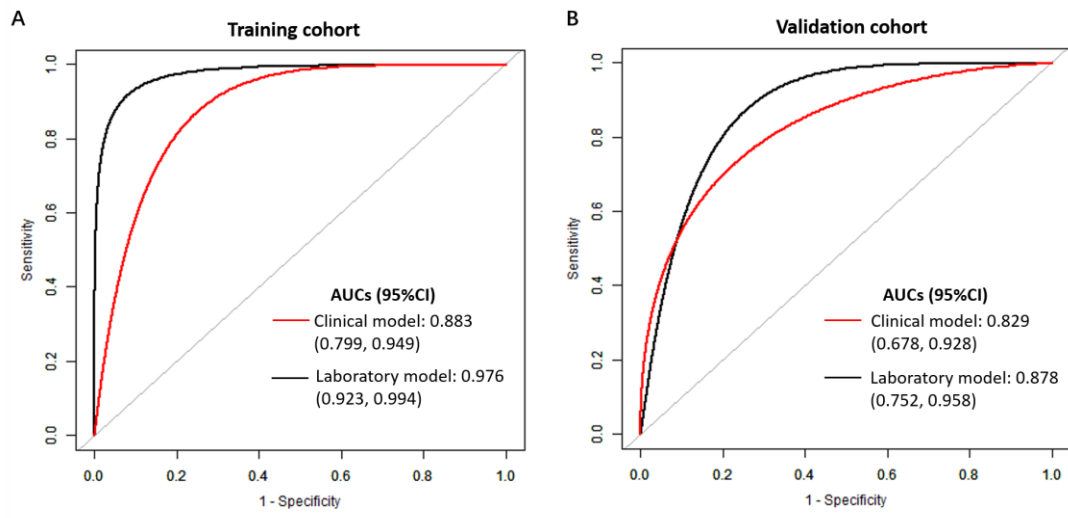 A
Training cohort
1.0
0.8
0.6
0.4
0.2
0.0
Sensitivity
AUCs (95%CI)
Clinical model: 0.883
(0.799, 0.949)
Laboratory model: 0.976
(0.923, 0.994)
0.0 0.2 0.4 0.6 0.8 1.0
1 - Specificity
B
Validation cohort
1.0
0.8
0.6
0.4
0.2
0.0
Sensitivity
AUCs (95%CI)
Clinical model: 0.829
(0.678, 0.928)
Laboratory model: 0.878
(0.752, 0.958)
0.0 0.2 0.4 0.6 0.8 1.0
1 - Specificity